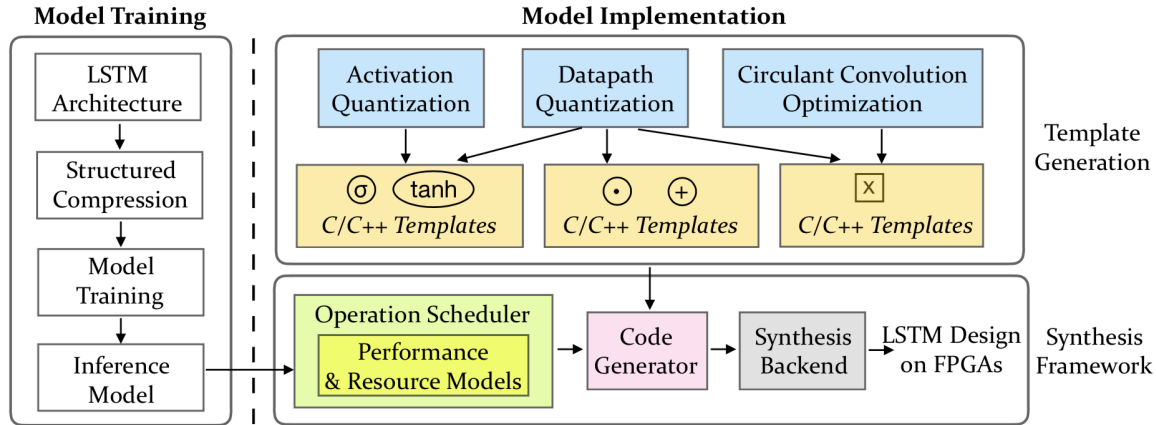 Model Training
Model Implementation
LSTM
Architecture
Structured
Compression
Model
Training
Inference
Model
Activation
Quantization
Datapath
Quantization
Circulant Convolution
Optimization
σ tanh
C/C++ Templates
• +
C/C++ Templates
x
C/C++ Templates
Template
Generation
Operation Scheduler
Performance
& Resource Models
Code
Generator
Synthesis
Backend
LSTM Design
on FPGAs
Synthesis
Framework